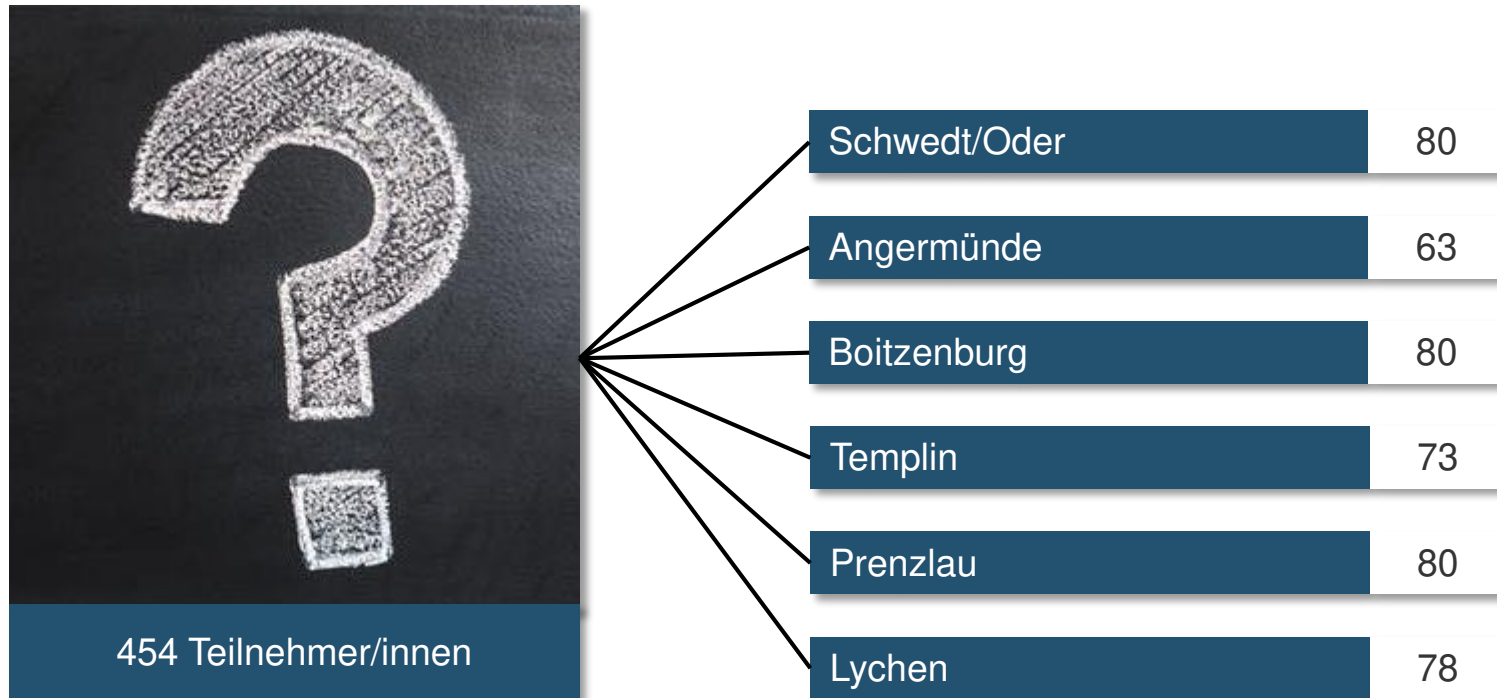 Schwedt/Oder 80
Angermünde 63
Boitzenburg 80
Templin 73
Prenzlau 80
454 Teilnehmer/innen
Lychen 78